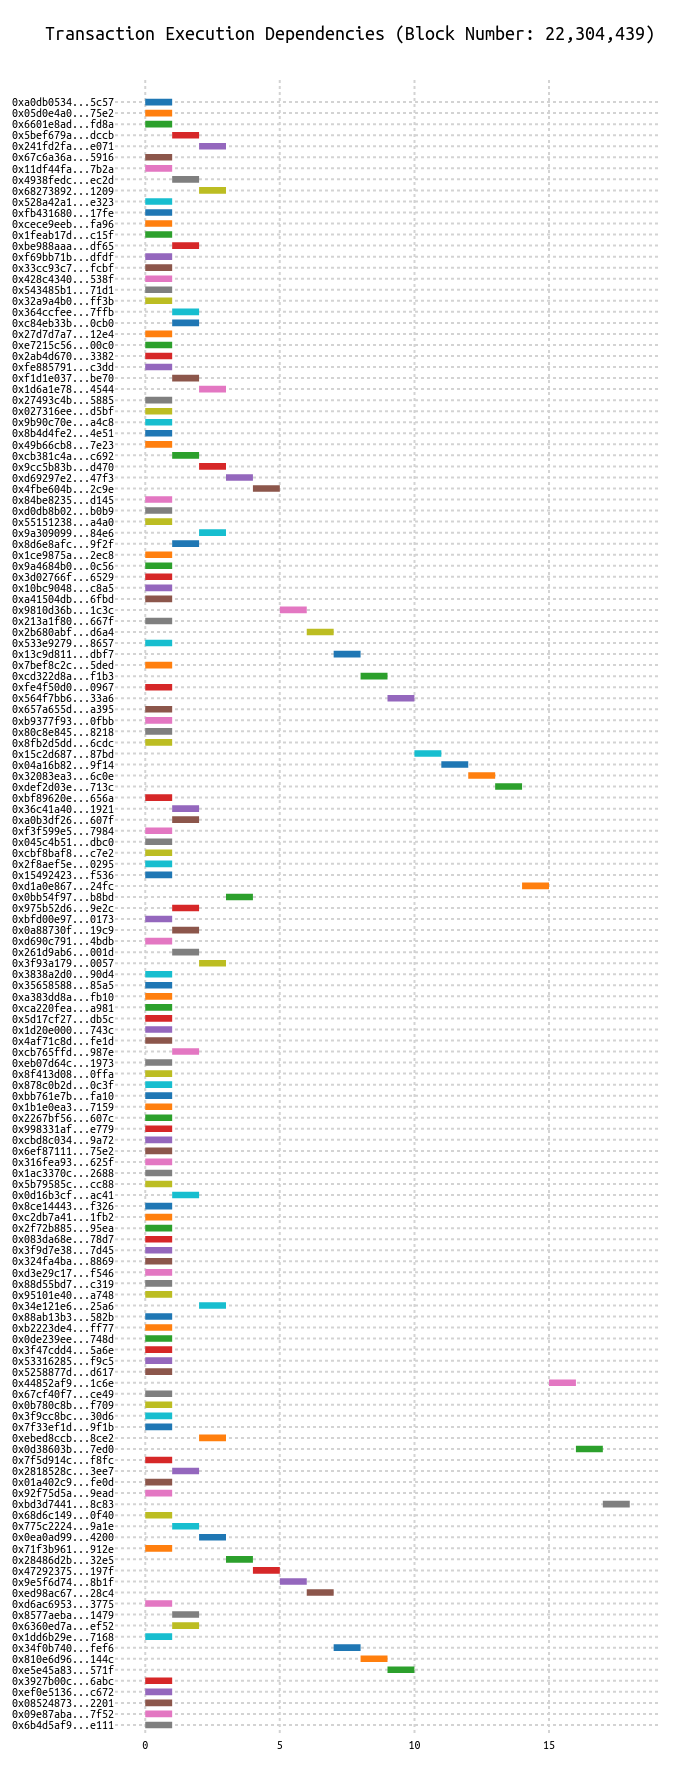 Transaction Execution Dependencies (Block Number: 22,304,439)
0xa0db0534...5c57
0x05d0e4a0...75e2
0x6601e8ad...fd8a
0x5bef679a...dccb
0x241fd2fa...e071
0x67c6a36a...5916
0x11df44fa...7b2a
0x4938fedc...ec2d
0x68273892...1209
0x528a42a1...e323
0xfb431680...17fe
0xcece9eeb...fa96
0x1feab17d...c15f
0xbe988aaa...df65
0xf69bb71b...dfdf
0x33cc93c7...fcbf
0x428c4340...538f
0x543485b1...71d1
0x32a9a4b0...ff3b
0x364ccfee...7ffb
0xc84eb33b...0cb0
0x27d7d7a7...12e4
0xe7215c56...00c0
0x2ab4d670...3382
0xfe885791...c3dd
0xf1d1e037...be70
0x1d6a1e78...4544
0x27493c4b...5885
0x027316ee...d5bf
0x9b90c70e...a4c8
0x8b4d4fe2...4e51
0x49b66cb8...7e23
0xcb381c4a...c692
0x9cc5b83b...d470
0xd69297e2...47f3
0x4fbe604b...2c9e
0x84be8235...d145
0xd0db8b02...b0b9
0x55151238...a4a0
0x9a309099...84e6
0x8d6e8afc...9f2f
0x1ce9875a...2ec8
0x9a4684b0...0c56
0x3d02766f...6529
0x10bc9048...c8a5
0xa41504db...6fbd
0x9810d36b...1c3c
0x213a1f80...667f
0x2b680abf...d6a4
0x533e9279...8657
0x13c9d811...dbf7
0x7bef8c2c...5ded
0xcd322d8a...f1b3
0xfe4f50d0...0967
0x564f7bb6...33a6
0x657a655d...a395
0xb9377f93...0fbb
0x80c8e845...8218
0x8fb2d5dd...6cdc
0x15c2d687...87bd
0x04a16b82...9f14
0x32083ea3...6c0e
0xdef2d03e...713c
0xbf89620e...656a
0x36c41a40...1921
0xa0b3df26...607f
0xf3f599e5...7984
0x045c4b51...dbc0
0xcbf8baf8...c7e2
0x2f8aef5e...0295
0x15492423...f536
0xd1a0e867...24fc
0x0bb54f97...b8bd
0x975b52d6...9e2c
0xbfd00e97...0173
0x0a88730f...19c9
0xd690c791...4bdb
0x261d9ab6...001d
0x3f93a179...0057
0x3838a2d0...90d4
0x35658588...85a5
0xa383dd8a...fb10
0xca220fea...a981
0x5d17cf27...db5c
0x1d20e000...743c
0x4af71c8d...fe1d
0xcb765ffd...987e
0xeb07d64c...1973
0x8f413d08...0ffa
0x878c0b2d...0c3f
0xbb761e7b...fa10
0x1b1e0ea3...7159
0x2267bf56...607c
0x998331af...e779
0xcbd8c034...9a72
0x6ef87111...75e2
0x316fea93...625f
0x1ac3370c...2688
0x5b79585c...cc88
0x0d16b3cf...ac41
0x8ce14443...f326
0xc2db7a41...1fb2
0x2f72b885...95ea
0x083da68e...78d7
0x3f9d7e38...7d45
0x324fa4ba...8869
0xd3e29c17...f546
0x88d55bd7...c319
0x95101e40...a748
0x34e121e6...25a6
0x88ab13b3...582b
0xb2223de4...ff77
0x0de239ee...748d
0x3f47cdd4...5a6e
0x53316285...f9c5
0x5258877d...d617
0x44852af9...1c6e
0x67cf40f7...ce49
0x0b780c8b...f709
0x3f9cc8bc...30d6
0x7f33ef1d...9f1b
0xebed8ccb...8ce2
0x0d38603b...7ed0
0x7f5d914c...f8fc
0x2818528c...3ee7
0x01a402c9...fe0d
0x92f75d5a...9ead
0xbd3d7441...8c83
0x68d6c149...0f40
0x775c2224...9a1e
0x0ea0ad99...4200
0x71f3b961...912e
0x28486d2b...32e5
0x47292375...197f
0x9e5f6d74...8b1f
0xed98ac67...28c4
0xd6ac6953...3775
0x8577aeba...1479
0x6360ed7a...ef52
0x1dd6b29e...7168
0x34f0b740...fef6
0x810e6d96...144c
0xe5e45a83...571f
0x3927b00c...6abc
0xef0e5136...c672
0x08524873...2201
0x09e87aba...7f52
0x6b4d5af9...e111
0 5 10 15